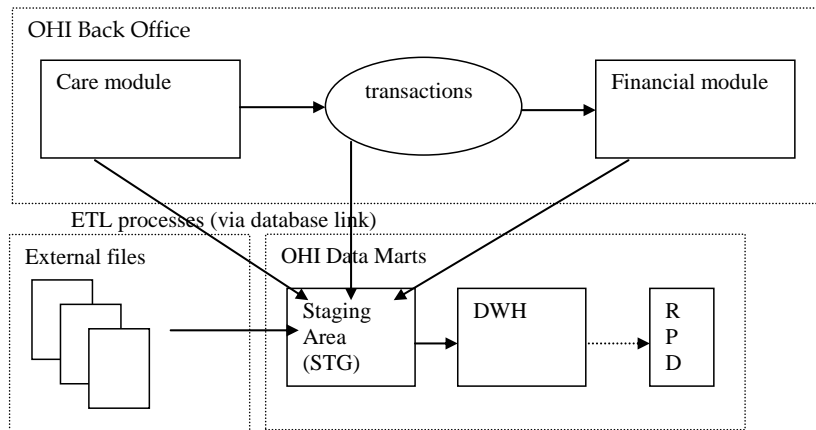 OHI Back Office
Care module
transactions
Financial module
ETL processes (via database link)
External files
OHI Data Marts
Staging
Area
(STG)
DWH
R
P
D